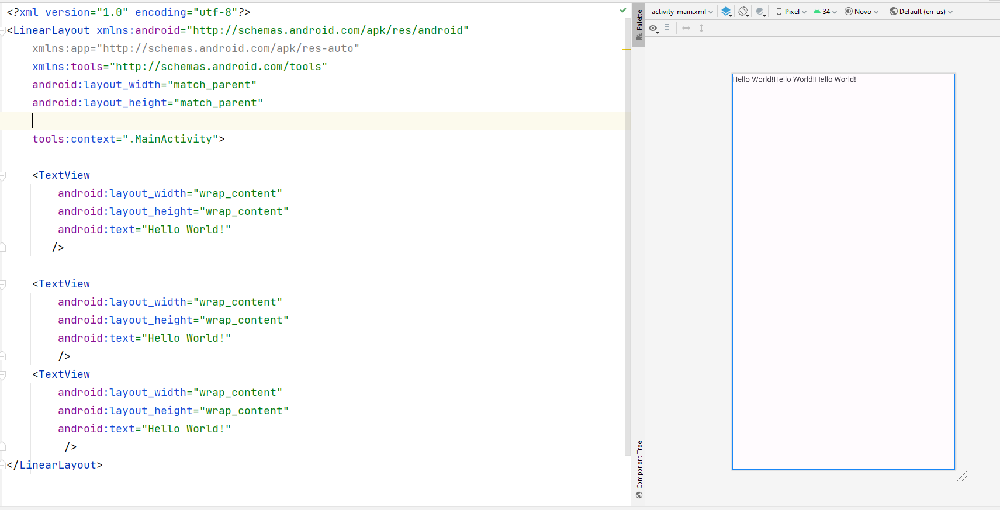 <?xml version="1.0" encoding="utf-8"?>
<LinearLayout xmlns:android="http://schemas.android.com/apk/res/android"
    xmlns:app="http://schemas.android.com/apk/res-auto"
    xmlns:tools="http://schemas.android.com/tools"
    android:layout_width="match_parent"
    android:layout_height="match_parent"
    tools:context=".MainActivity">
    <TextView
        android:layout_width="wrap_content"
        android:layout_height="wrap_content"
        android:text="Hello World!"
       />
    <TextView
        android:layout_width="wrap_content"
        android:layout_height="wrap_content"
        android:text="Hello World!"
        />
    <TextView
        android:layout_width="wrap_content"
        android:layout_height="wrap_content"
        android:text="Hello World!"
         />
</LinearLayout>
Palette
Component Tree
activity_main.xml Pixel 34 Novo Default (en-us)
Hello World!Hello World!Hello World!